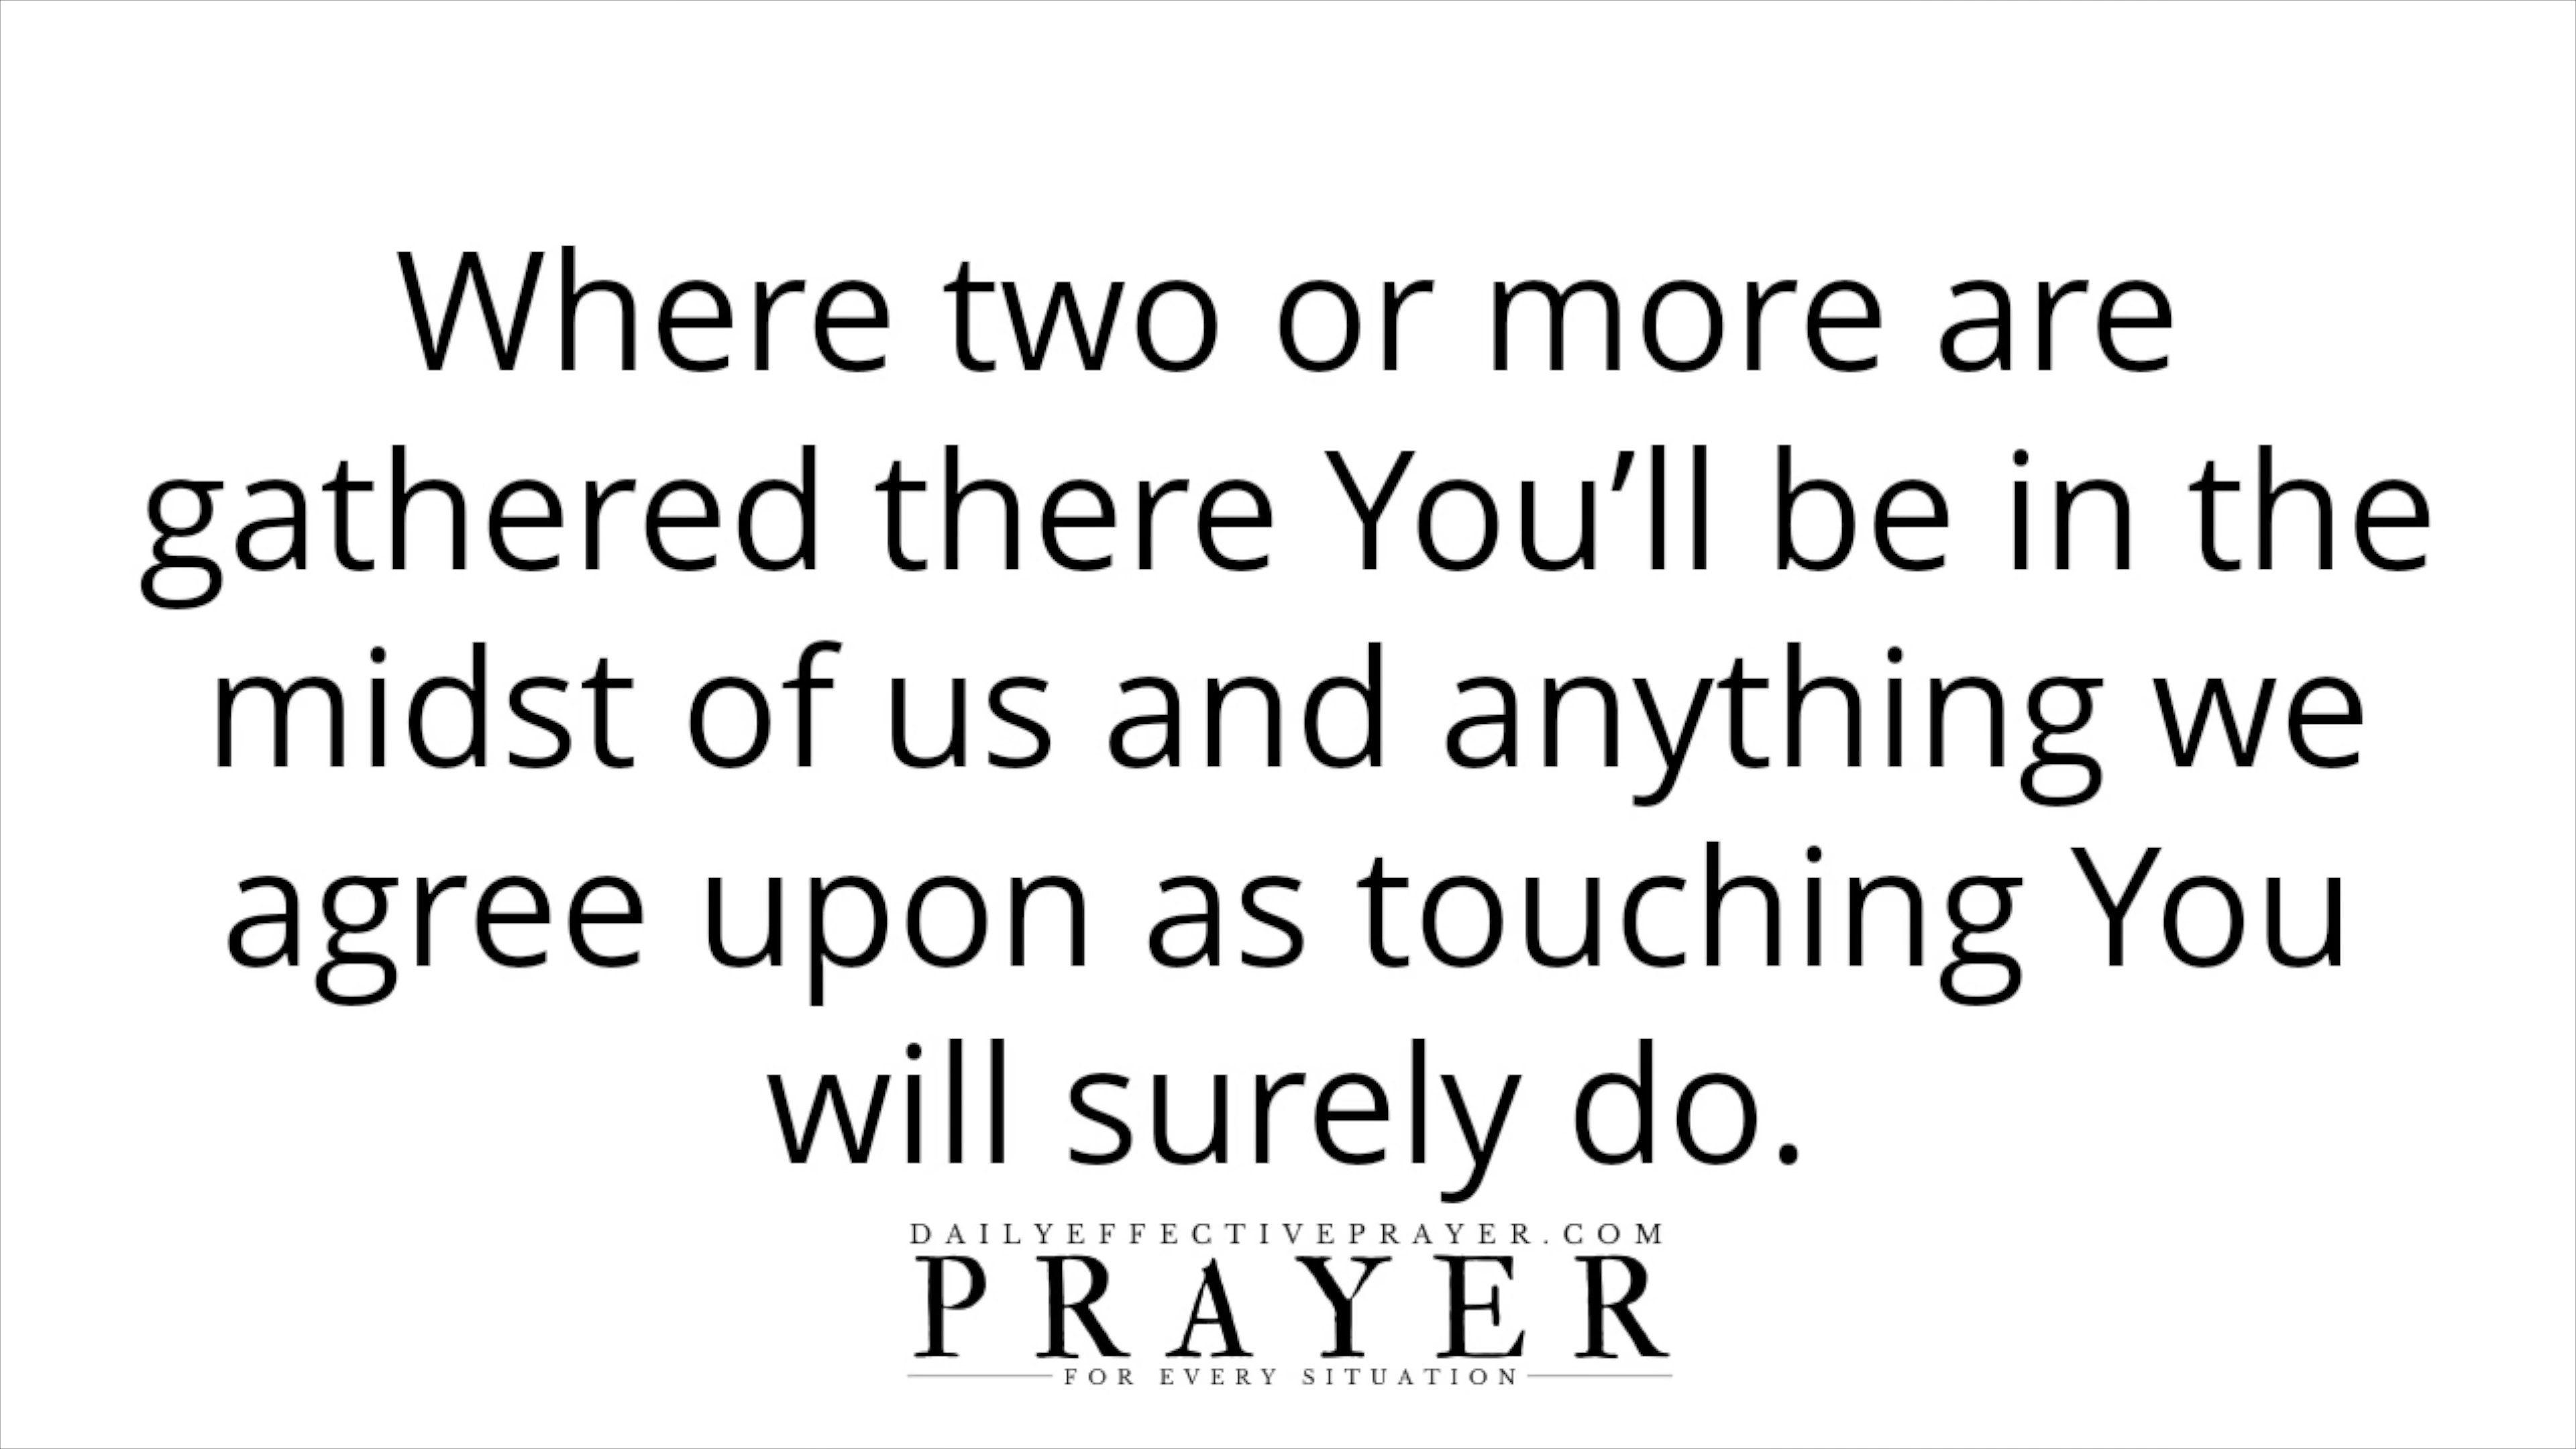 Where two or more are
gathered there You’ll be in the
midst of us and anything we
agree upon as touching You
will surely do.
DAILYEFFECTIVEPRAYER.COM
PRAYER
FOR EVERY SITUATION